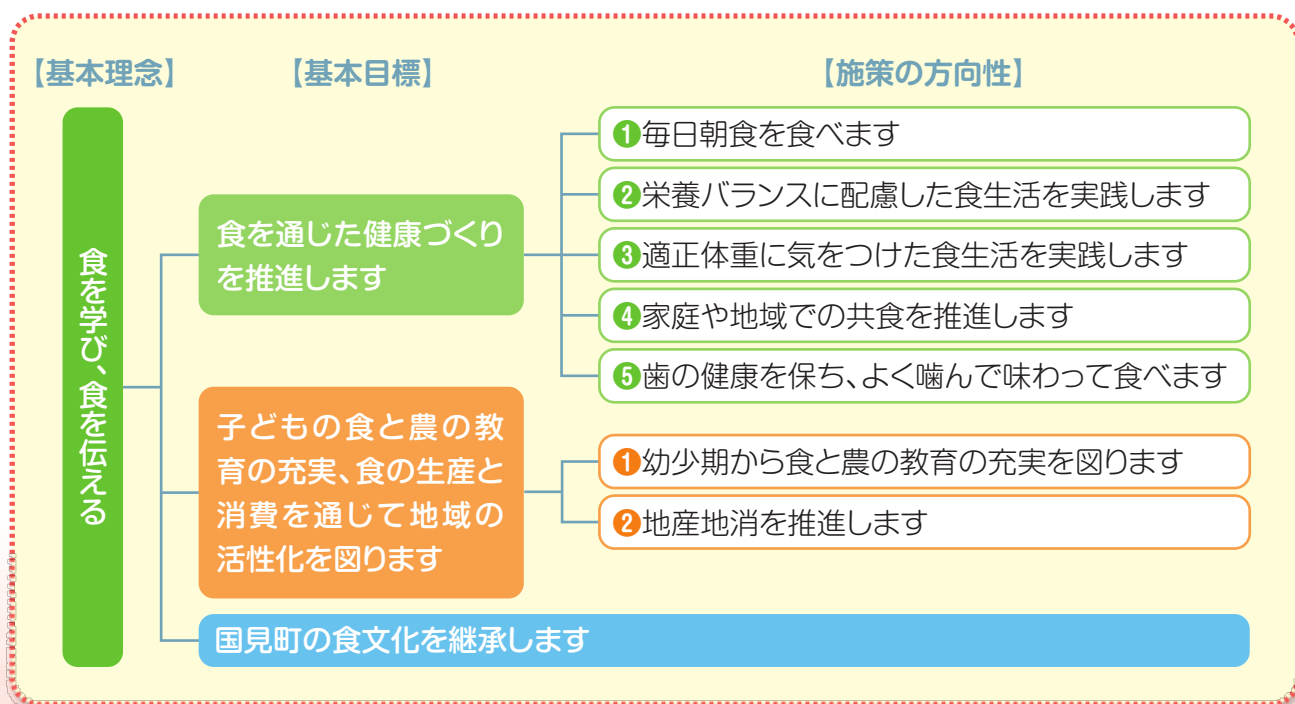 【基本理念】
【基本目標】
【施策の方向性】
食を学び、食を伝える
食を通じた健康づくり
を推進します
❶毎日朝食を食べます
❷栄養バランスに配慮した食生活を実践します
❸適正体重に気をつけた食生活を実践します
❹家庭や地域での共食を推進します
❺歯の健康を保ち、よく噛んで味わって食べます
子どもの食と農の教
育の充実、食の生産と
消費を通じて地域の
活性化を図ります
❶幼少期から食と農の教育の充実を図ります
❷地産地消を推進します
国見町の食文化を継承します